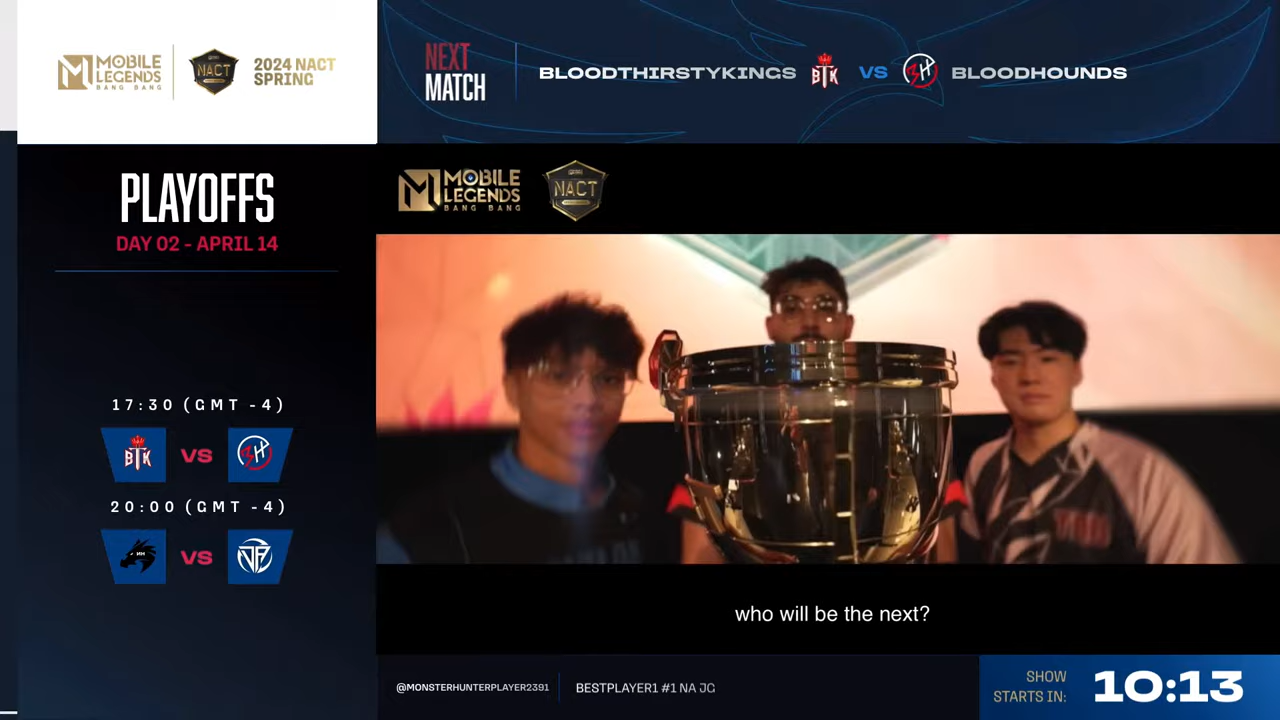 MOBILE
LEGENDS
BANG BANG
NACT
2024 NACT
SPRING
NEXT
MATCH
BLOODTHIRSTYKINGS
BTK
VS
BH
BLOODHOUNDS
PLAYOFFS
DAY 02 - APRIL 14
17:30 (GMT -4)
BTK
VS
BH
20:00 (GMT -4)
VS
MOBILE
LEGENDS
BANG BANG
NACT
who will be the next?
@MONSTERHUNTERPLAYER2391
BESTPLAYER1 #1 NA JG
SHOW
STARTS IN:
10:13